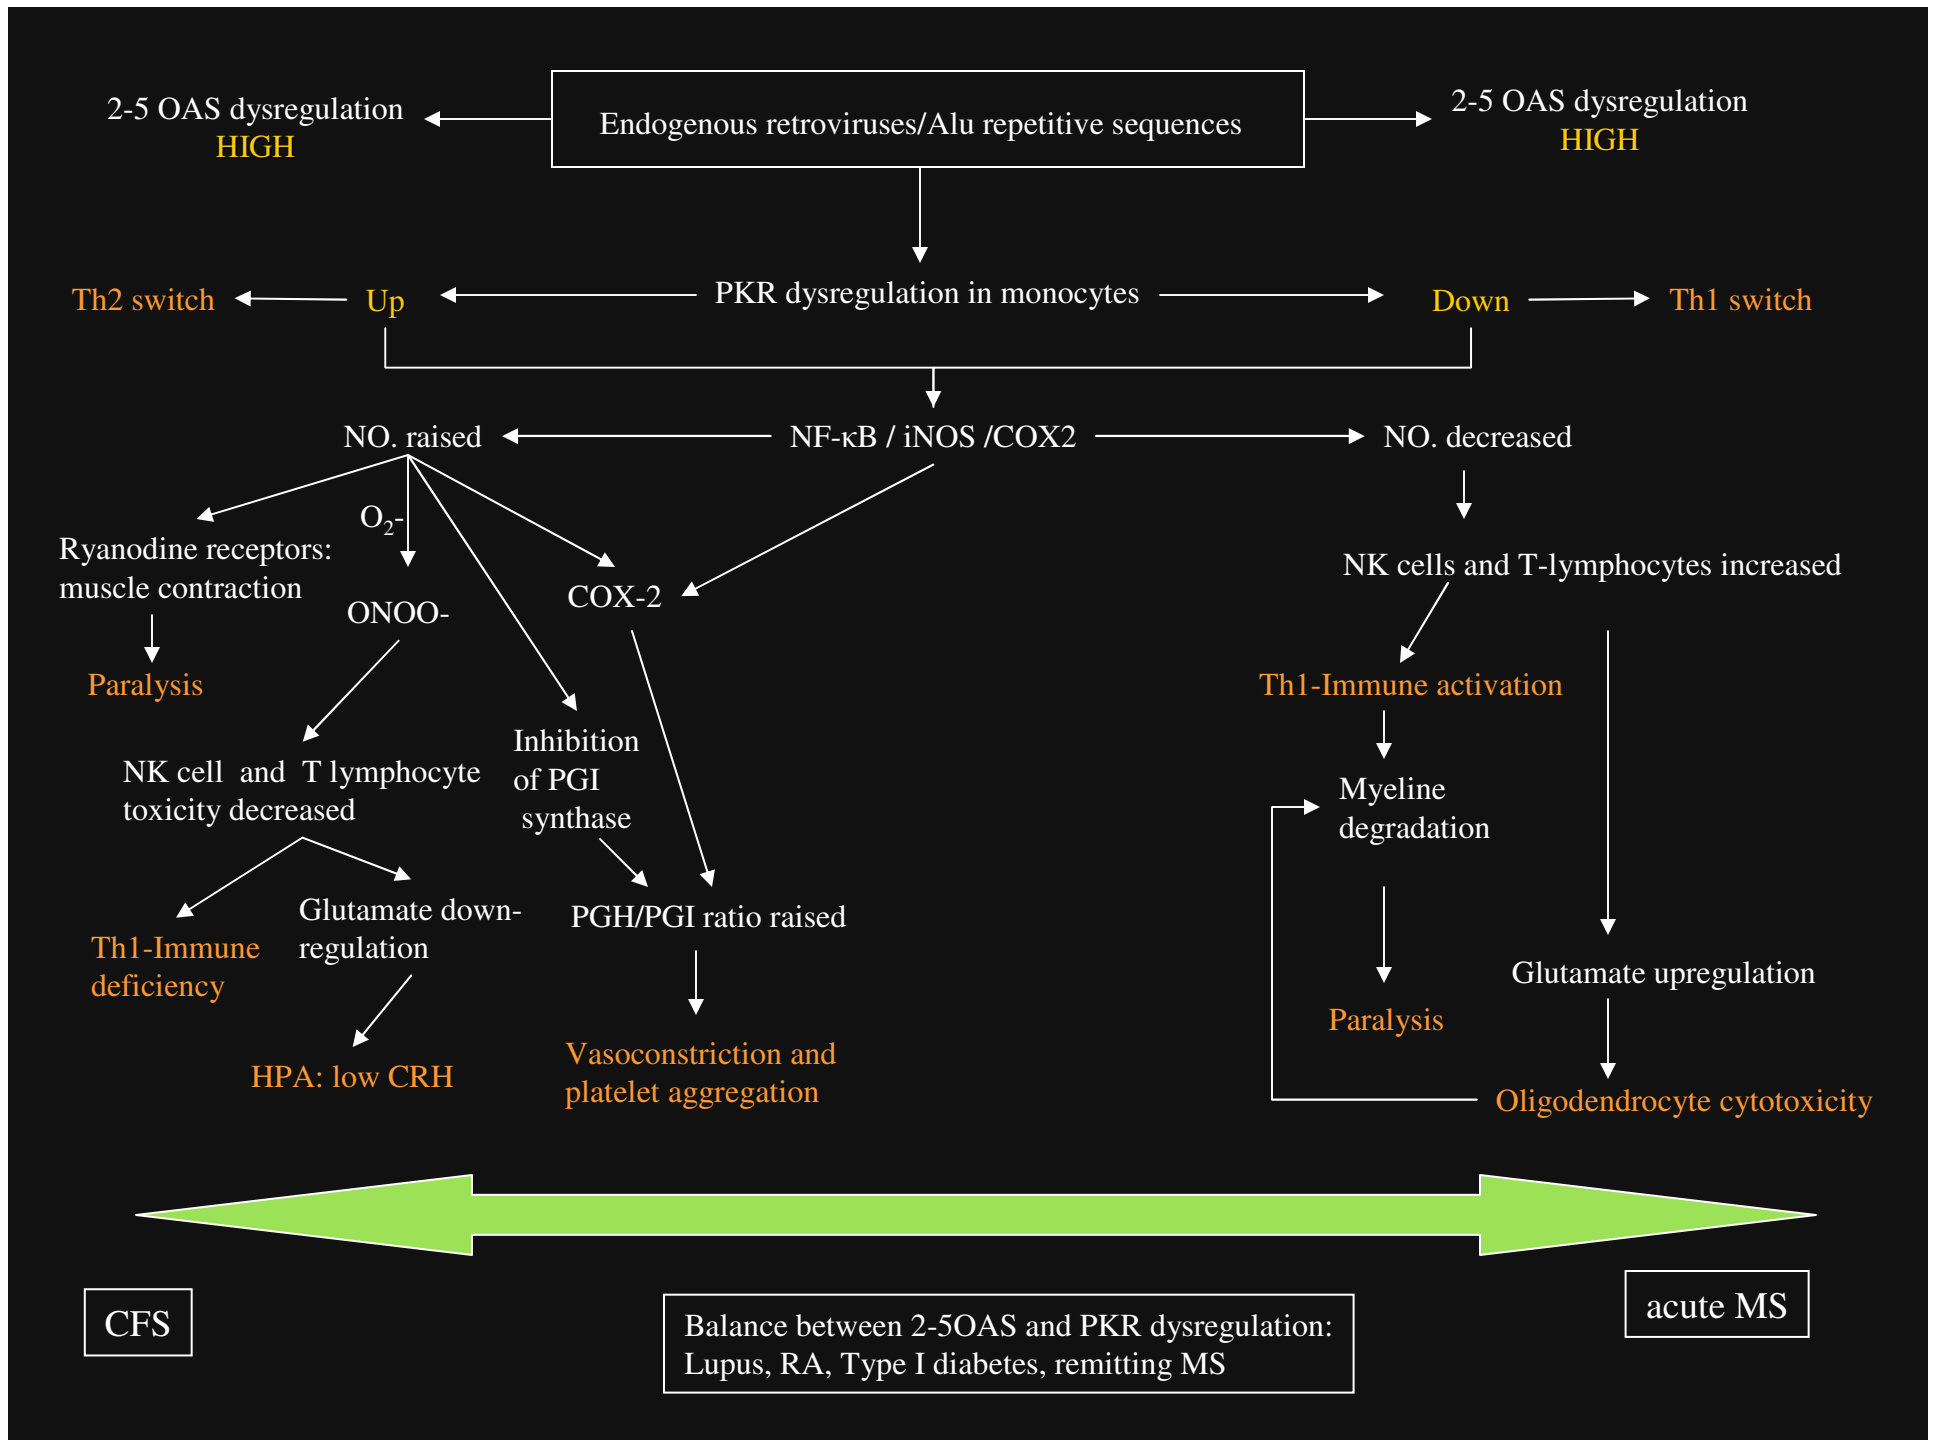 2-5 OAS dysregulation
HIGH
Endogenous retroviruses/Alu repetitive sequences
2-5 OAS dysregulation
HIGH
Th2 switch
Up
PKR dysregulation in monocytes
Down
Th1 switch
NO. raised
NF-κB / iNOS /COX2
NO. decreased
O₂-
Ryanodine receptors:
muscle contraction
ONOO-
COX-2
NK cells and T-lymphocytes increased
Paralysis
Th1-Immune activation
Inhibition
of PGI
synthase
NK cell and T lymphocyte
toxicity decreased
Myeline
degradation
Glutamate down-
regulation
PGH/PGI ratio raised
Th1-Immune
deficiency
Glutamate upregulation
Paralysis
HPA: low CRH
Vasoconstriction and
platelet aggregation
Oligodendrocyte cytotoxicity
CFS
Balance between 2-5OAS and PKR dysregulation:
Lupus, RA, Type I diabetes, remitting MS
acute MS